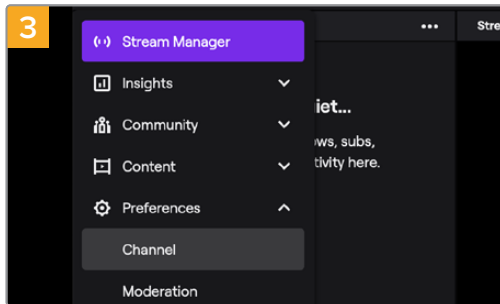 3
Stream Manager
Stre
Insights
iet...
Community
ws, subs,
Content
tivity here.
Preferences
Channel
Moderation